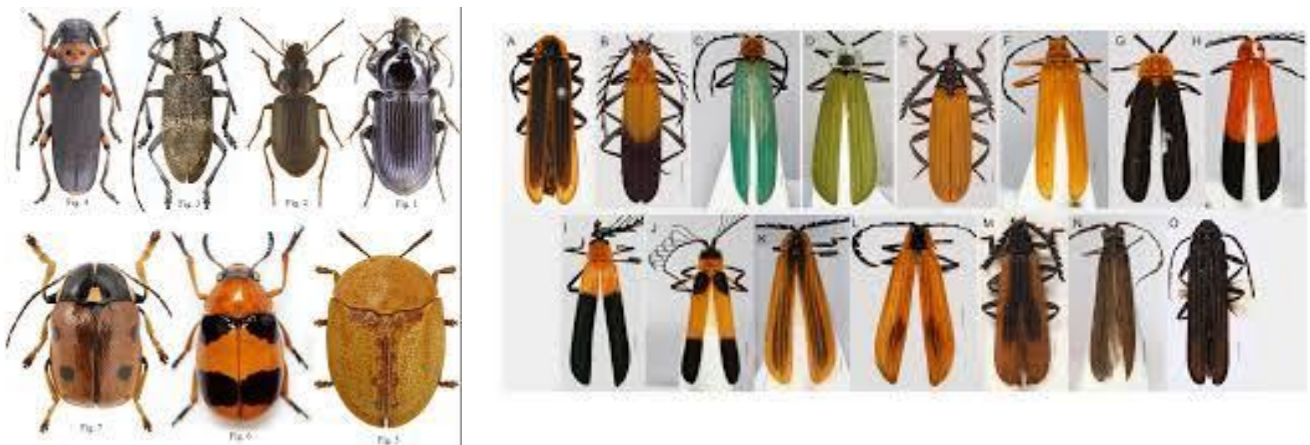 Fig. 4 Fig. 3 Fig. 2 Fig. 1
Fig. 7 Fig. 6 Fig. 5
A B C D E F G H
I J K L M N O